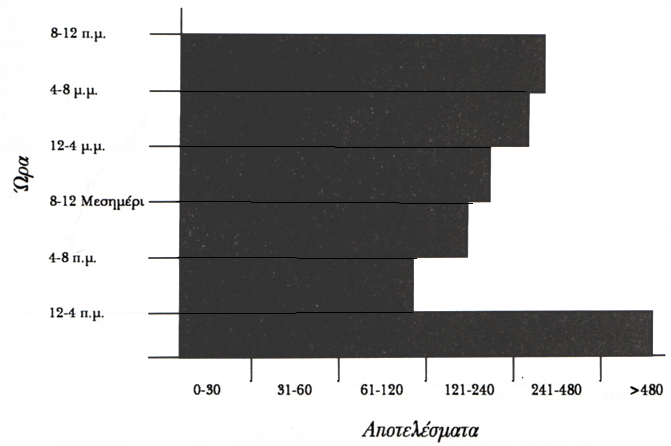 8-12 π.μ.
4-8 μ.μ.
12-4 μ.μ.
Ώρα
8-12 Μεσημέρι
4-8 π.μ.
12-4 π.μ.
0-30 31-60 61-120 121-240 241-480 >480
Αποτελέσματα